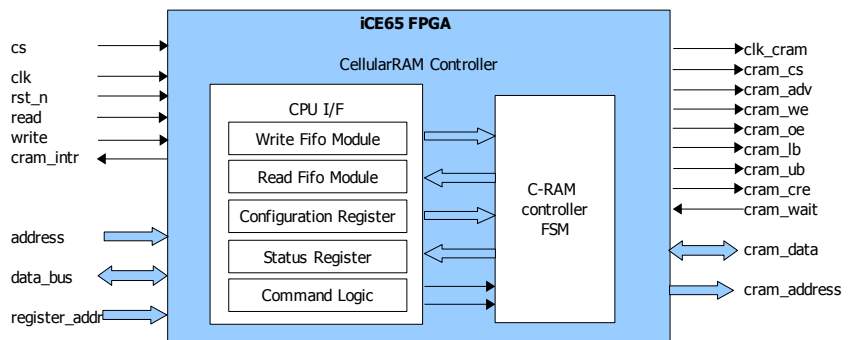 iCE65 FPGA
CellularRAM Controller
cs
clk
rst_n
read
write
cram_intr
address
data_bus
register_addr
CPU I/F
Write Fifo Module
Read Fifo Module
Configuration Register
Status Register
Command Logic
C-RAM
controller
FSM
clk_cram
cram_cs
cram_adv
cram_we
cram_oe
cram_lb
cram_ub
cram_cre
cram_wait
cram_data
cram_address